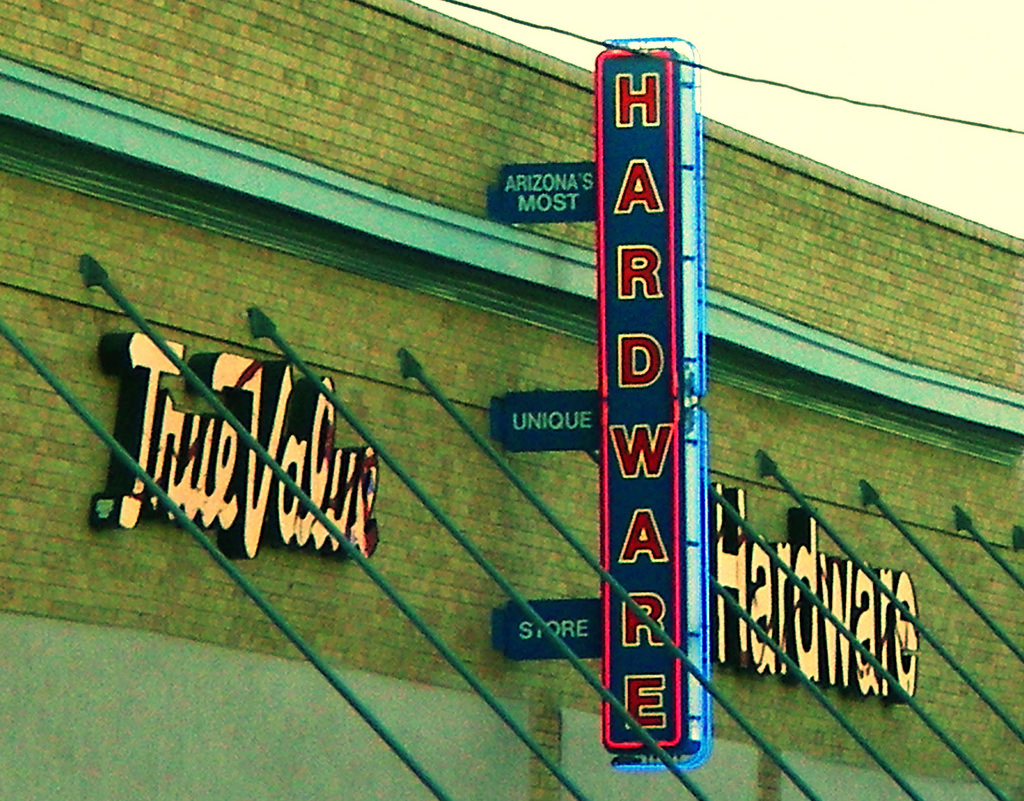 HARDWARE
ARIZONA'S
MOST
UNIQUE
STORE
True Value
Hardware